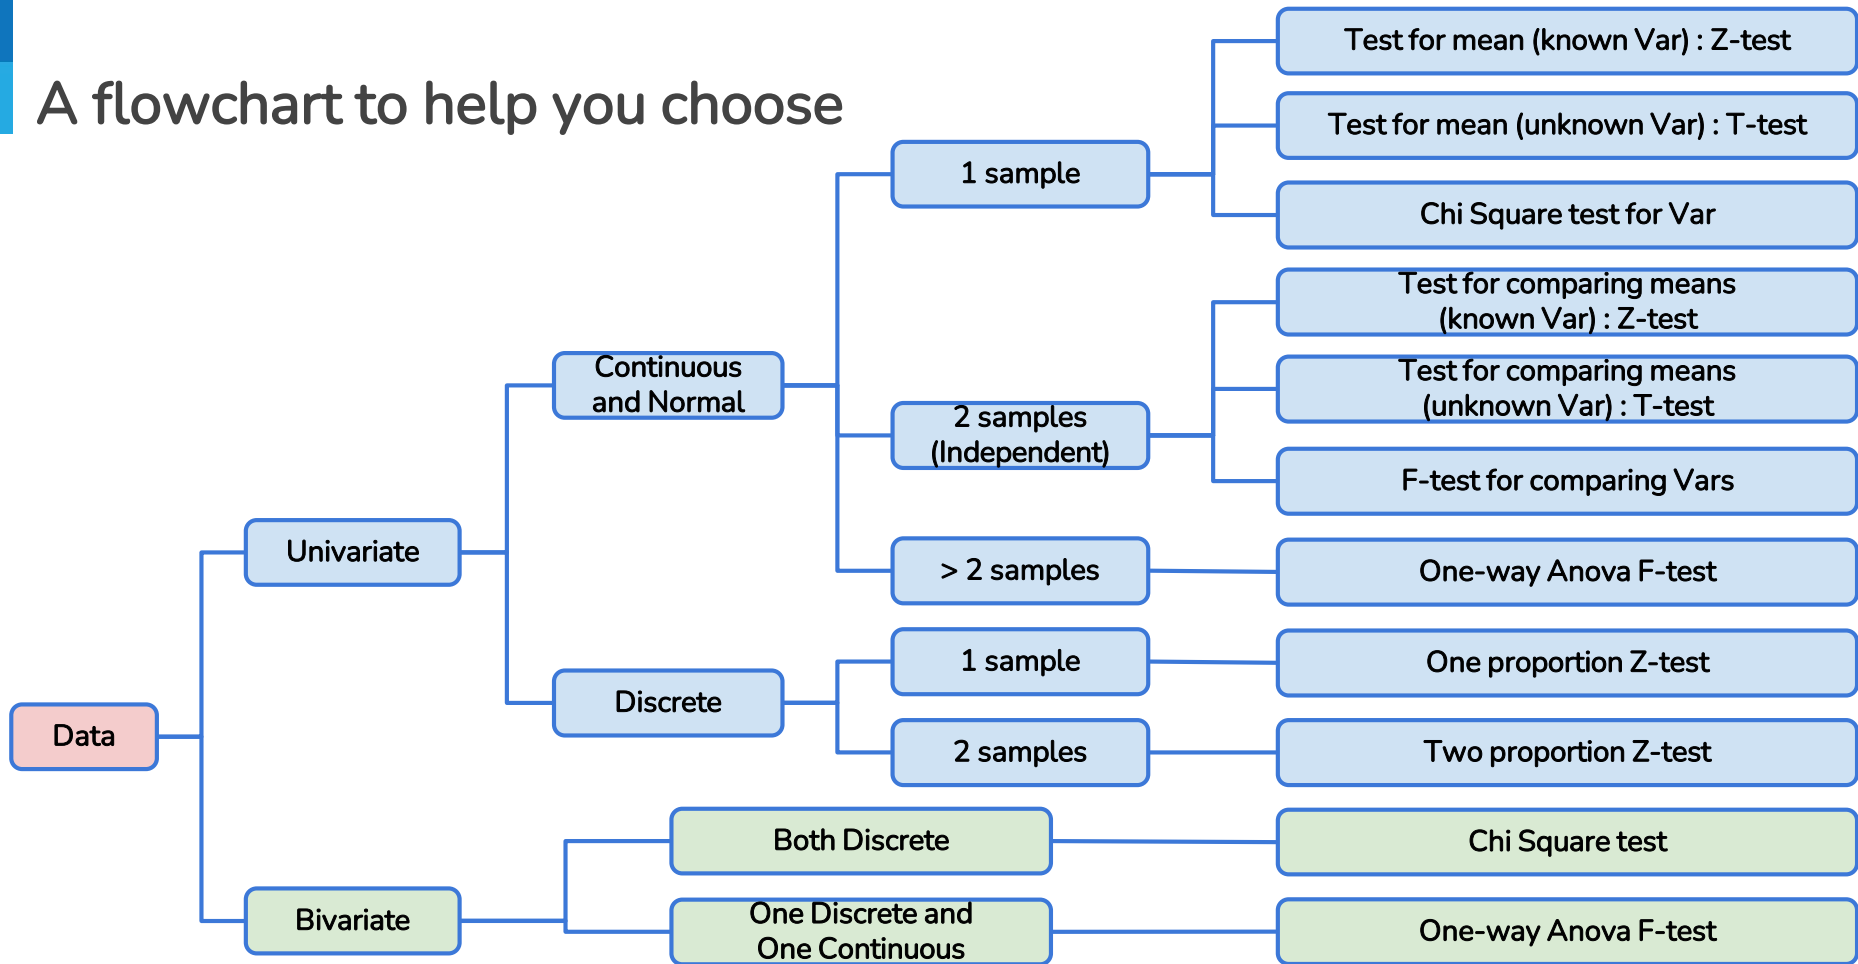 A flowchart to help you choose
Test for mean (known Var) : Z-test
Test for mean (unknown Var) : T-test
1 sample
Chi Square test for Var
Test for comparing means
(known Var) : Z-test
Continuous
and Normal
Test for comparing means
(unknown Var) : T-test
2 samples
(Independent)
F-test for comparing Vars
Univariate
> 2 samples
One-way Anova F-test
1 sample
One proportion Z-test
Discrete
Data
2 samples
Two proportion Z-test
Both Discrete
Chi Square test
Bivariate
One Discrete and
One Continuous
One-way Anova F-test